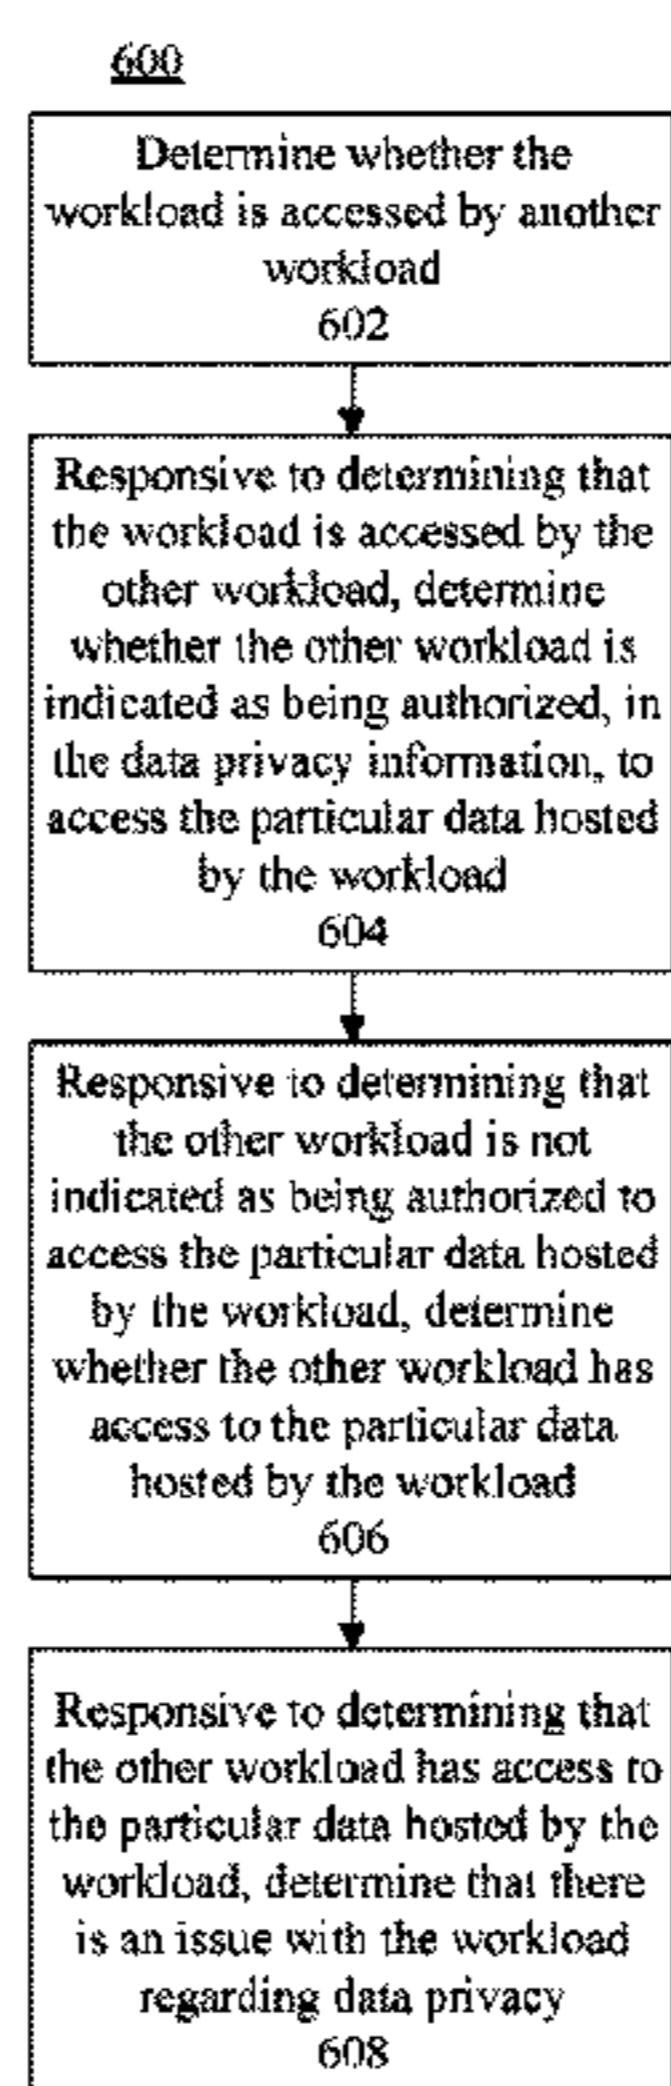 600
Determine whether the
workload is accessed by another
workload
602
Responsive to determining that
the workload is accessed by the
other workload, determine
whether the other workload is
indicated as being authorized, in
the data privacy information, to
access the particular data hosted
by the workload
604
Responsive to determining that
the other workload is not
indicated as being authorized to
access the particular data hosted
by the workload, determine
whether the other workload has
access to the particular data
hosted by the workload
606
Responsive to determining that
the other workload has access to
the particular data hosted by the
workload, determine that there
is an issue with the workload
regarding data privacy
608